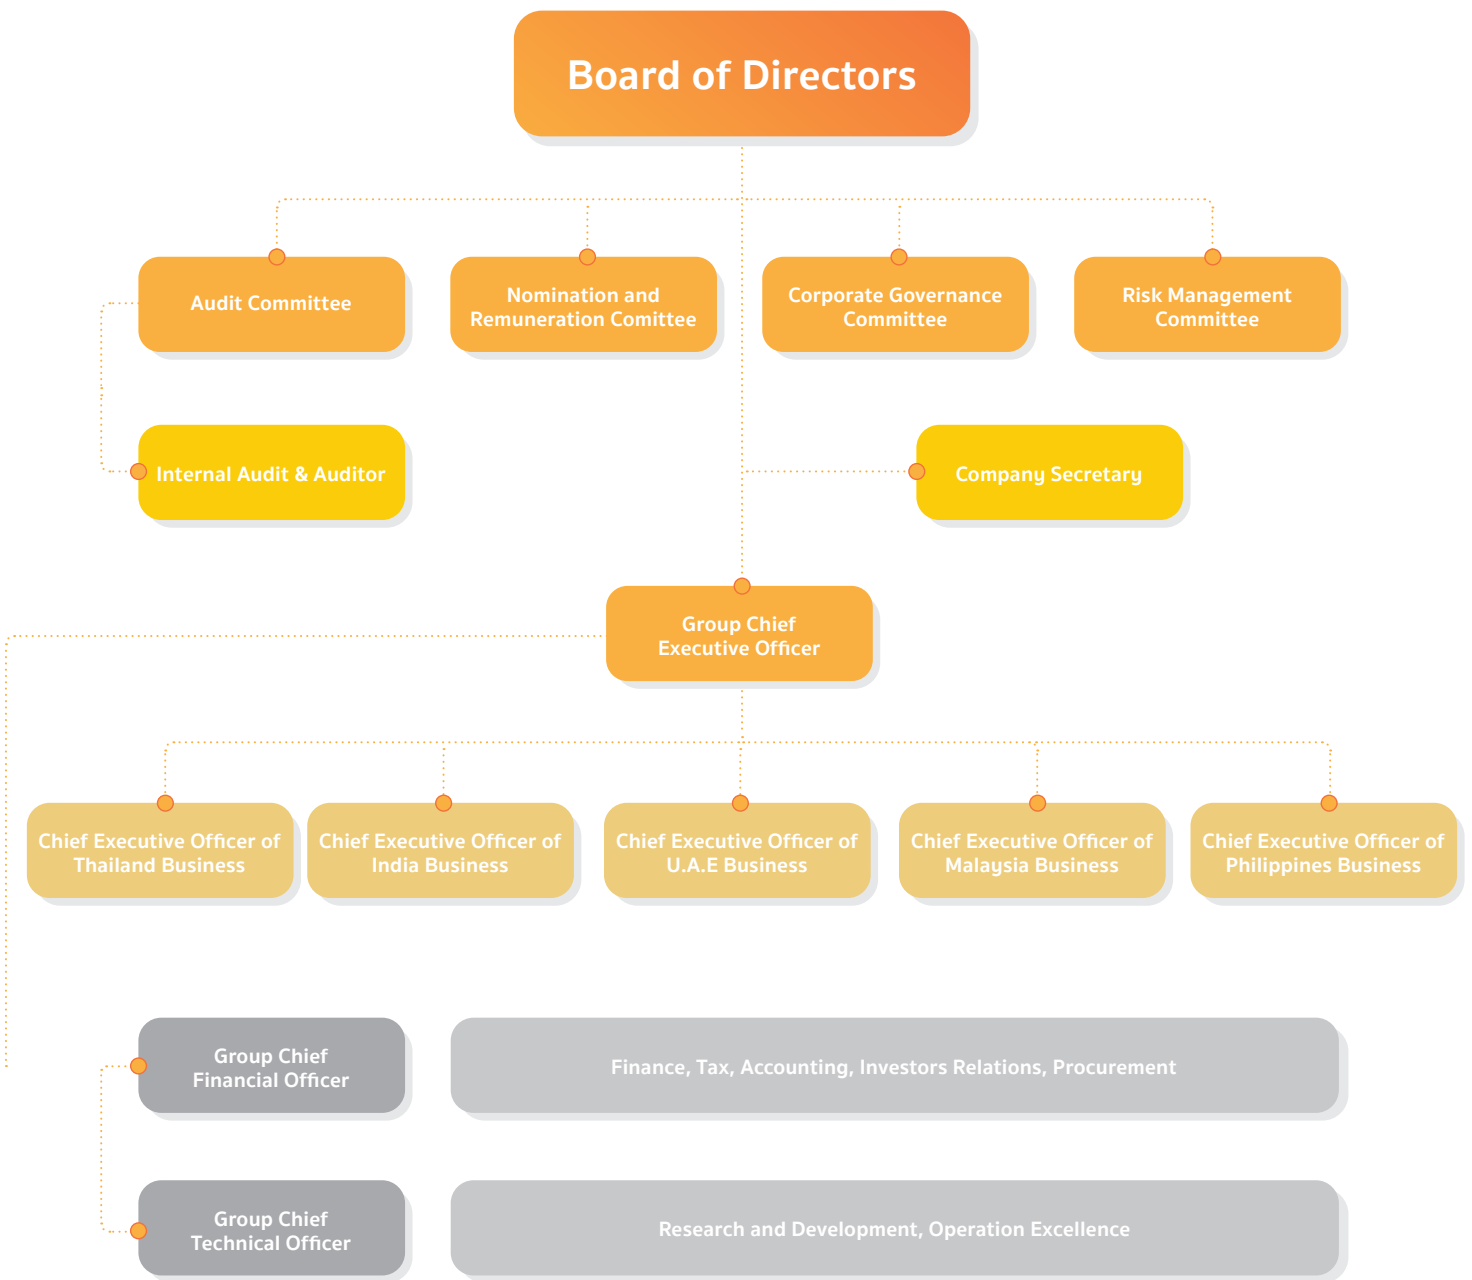 Board of Directors
Audit Committee
Nomination and
Remuneration Comittee
Corporate Governance
Committee
Risk Management
Committee
Internal Audit & Auditor
Company Secretary
Group Chief
Executive Officer
Chief Executive Officer of
Thailand Business
Chief Executive Officer of
India Business
Chief Executive Officer of
U.A.E Business
Chief Executive Officer of
Malaysia Business
Chief Executive Officer of
Philippines Business
Group Chief
Financial Officer
Finance, Tax, Accounting, Investors Relations, Procurement
Group Chief
Technical Officer
Research and Development, Operation Excellence